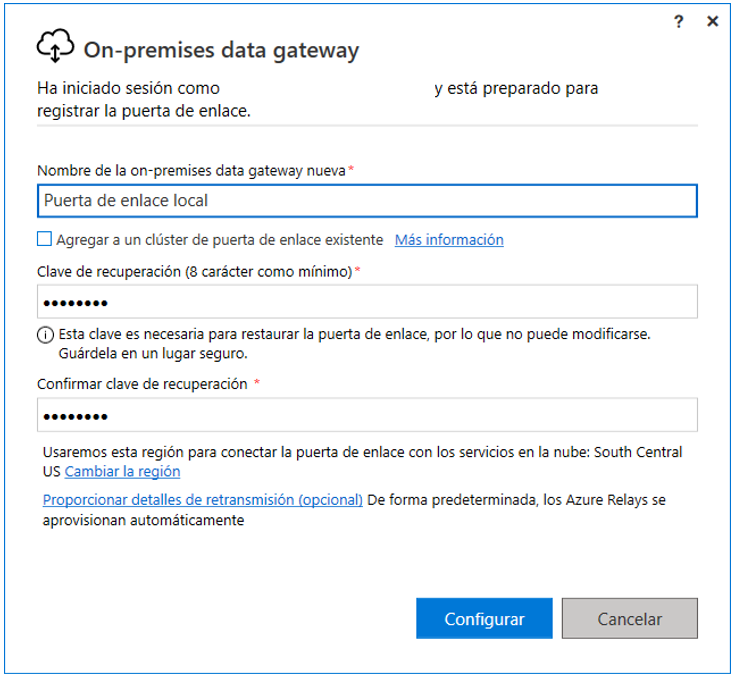 ? ×
On-premises data gateway
Ha iniciado sesión como y está preparado para
registrar la puerta de enlace.
Nombre de la on-premises data gateway nueva*
Puerta de enlace local
Agregar a un clúster de puerta de enlace existente Más información
Clave de recuperación (8 carácter como mínimo)*
●●●●●●●●
Esta clave es necesaria para restaurar la puerta de enlace, por lo que no puede modificarse.
Guárdela en un lugar seguro.
Confirmar clave de recuperación *
●●●●●●●●
Usaremos esta región para conectar la puerta de enlace con los servicios en la nube: South Central
US Cambiar la región
Proporcionar detalles de retransmisión (opcional) De forma predeterminada, los Azure Relays se
aprovisionan automáticamente
Configurar Cancelar